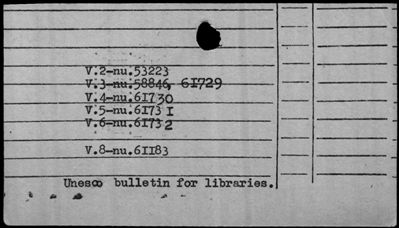 V.2-nu.53223
V.3-nu.58846, 61729
V.4-nu.61730
V.5-nu.61731
V.6-nu.61732
V.8-nu.61183
Unesco bulletin for libraries.